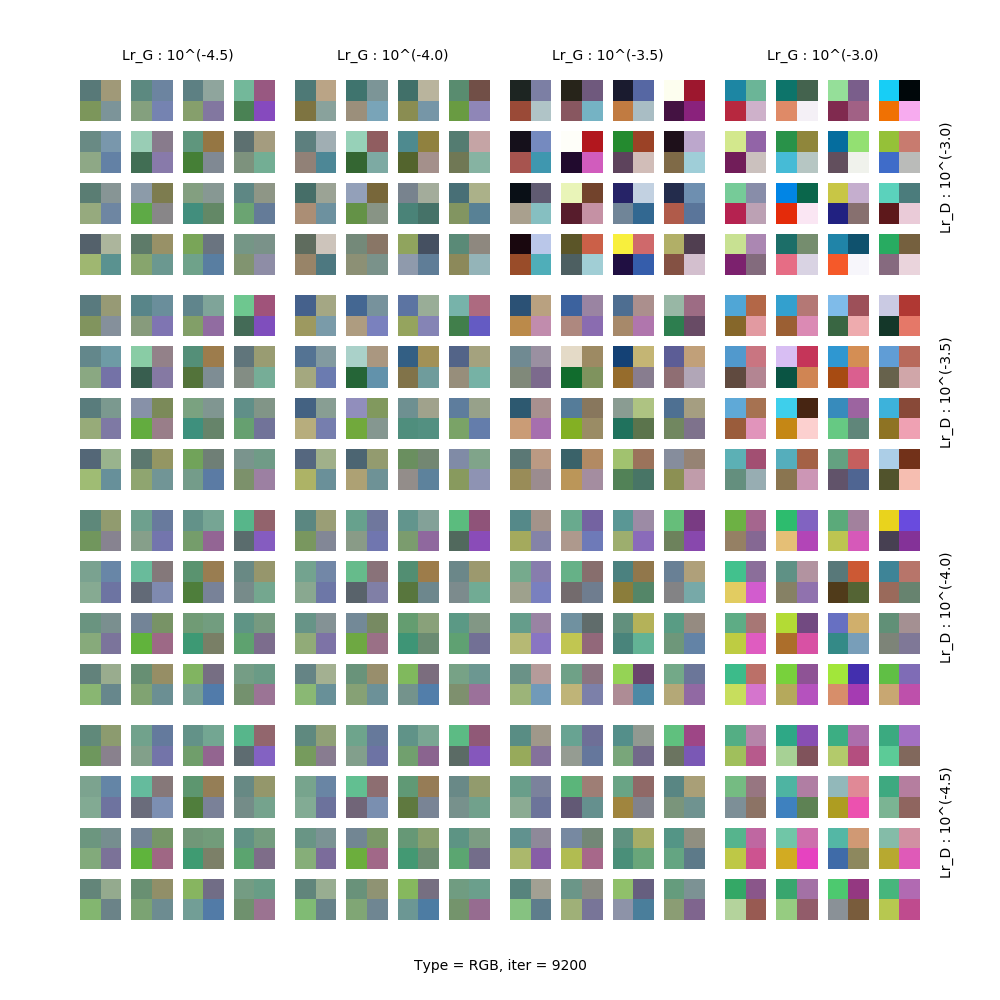 Lr_G : 10^(-4.5)
Lr_G : 10^(-4.0)
Lr_G : 10^(-3.5)
Lr_G : 10^(-3.0)
Lr_D : 10^(-3.0)
Lr_D : 10^(-3.5)
Lr_D : 10^(-4.0)
Lr_D : 10^(-4.5)
Type = RGB, iter = 9200